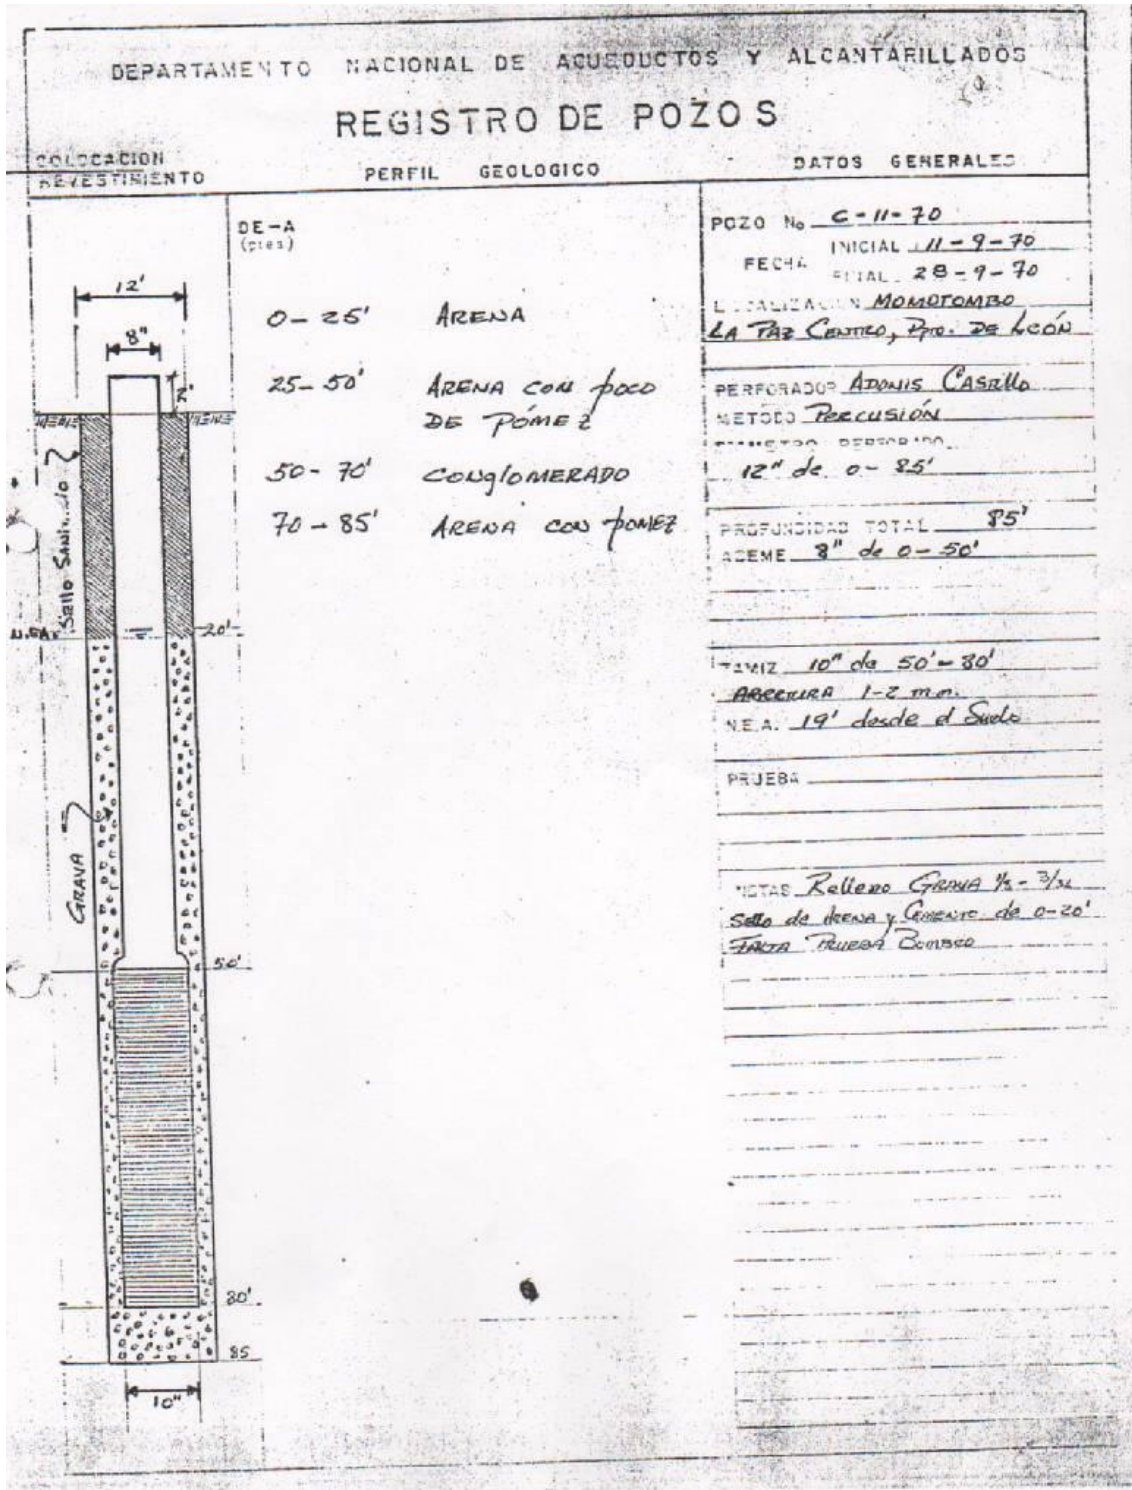 DEPARTAMENTO NACIONAL DE ACUEDUCTOS Y ALCANTARILLADOS
REGISTRO DE POZOS
COLOCACION
REVESTIMIENTO
PERFIL GEOLOGICO
DATOS GENERALES
12'
8"
2'
Sello Sanitario
N.E.A.
20'
GRAVA
50'
80'
85
10"
DE-A
(pies)
0-25' ARENA
25-50' ARENA CON POCO
DE PÓMEZ
50-70' CONGLOMERADO
70-85' ARENA CON POMEZ
POZO No C-11-70
FECHA INICIAL 11-9-70
FINAL 28-9-70
LOCALIZACION MOMOTOMBO
LA PAZ CENTRO, Pto. DE LEÓN
PERFORADOR ADONIS CASTILLO
METODO PERCUSIÓN
DIAMETRO PERFORADO
12" de 0-85'
PROFUNDIDAD TOTAL 85'
ADEME 8" de 0-50'
TAMIZ 10" de 50'-80'
ABERTURA 1-2 m.m.
N.E.A. 19' desde el Suelo
PRUEBA
NOTAS Relleno GRAVA
Sello de ARENA y CEMENTO de 0-20'
FALTA PRUEBA BOMBEO